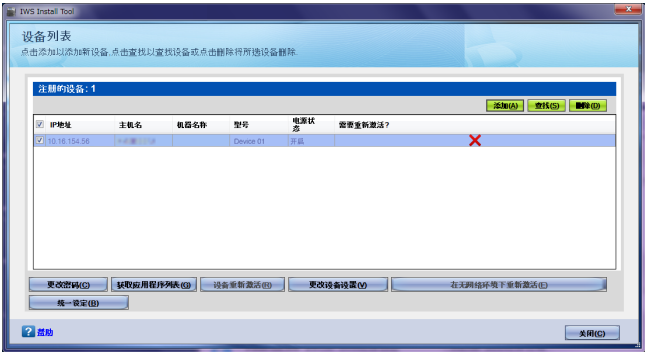 IWS Install Tool
设备列表
点击添加以添加新设备.点击查找以查找设备或点击删除将所选设备删除.
注册的设备: 1
添加(A) 查找(S) 删除(D)
IP地址 主机名 机器名称 型号 电源状态 需要重新激活?
10.16.154.56 Device 01 开启
更改密码(C) 获取应用程序列表(G) 设备重新激活(R) 更改设备设置(V) 在无网络环境下重新激活(E)
统一设定(B)
帮助
关闭(C)